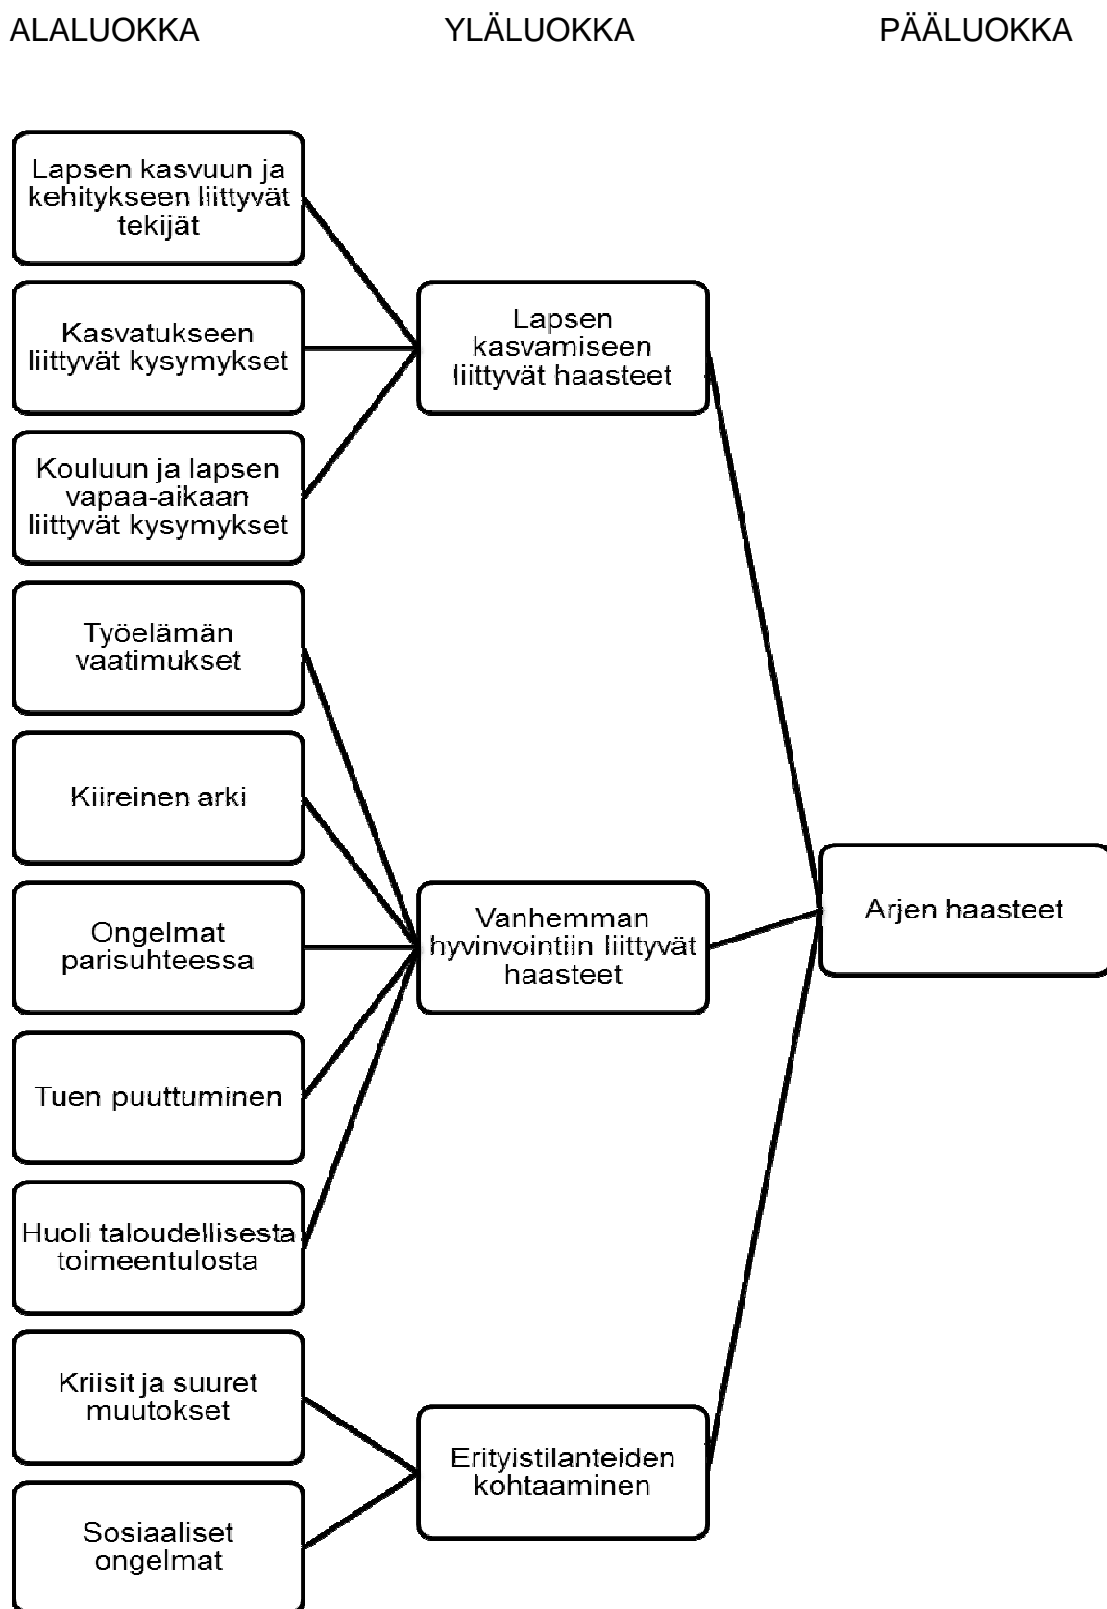 ALALUOKKA
YLÄLUOKKA
PÄÄLUOKKA
Lapsen kasvuun ja
kehitykseen liittyvät
tekijät
Kasvatukseen
liittyvät kysymykset
Kouluun ja lapsen
vapaa-aikaan
liittyvät kysymykset
Työelämän
vaatimukset
Kiireinen arki
Ongelmat
parisuhteessa
Tuen puuttuminen
Huoli taloudellisesta
toimeentulosta
Kriisit ja suuret
muutokset
Sosiaaliset
ongelmat
Lapsen
kasvamiseen
liittyvät haasteet
Vanhemman
hyvinvointiin liittyvät
haasteet
Erityistilanteiden
kohtaaminen
Arjen haasteet